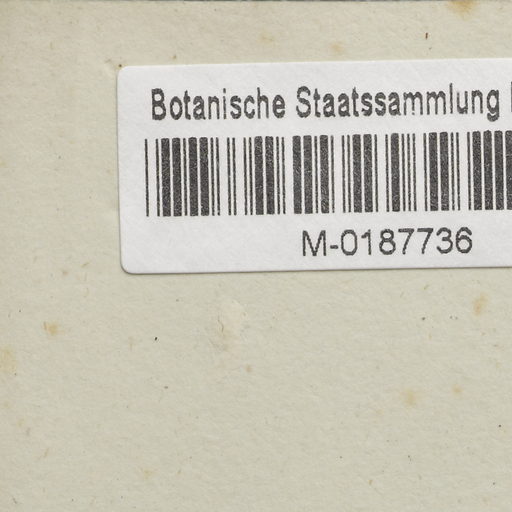 Botanische Staatssammlung
M-0187736